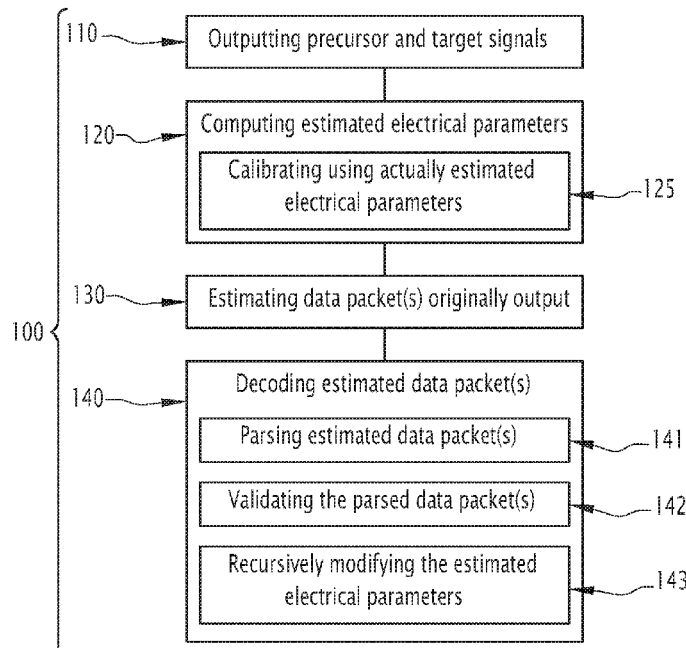 110
Outputting precursor and target signals
120
Computing estimated electrical parameters
Calibrating using actually estimated
electrical parameters
125
130
Estimating data packet(s) originally output
100
140
Decoding estimated data packet(s)
Parsing estimated data packet(s)
141
Validating the parsed data packet(s)
142
Recursively modifying the estimated
electrical parameters
143